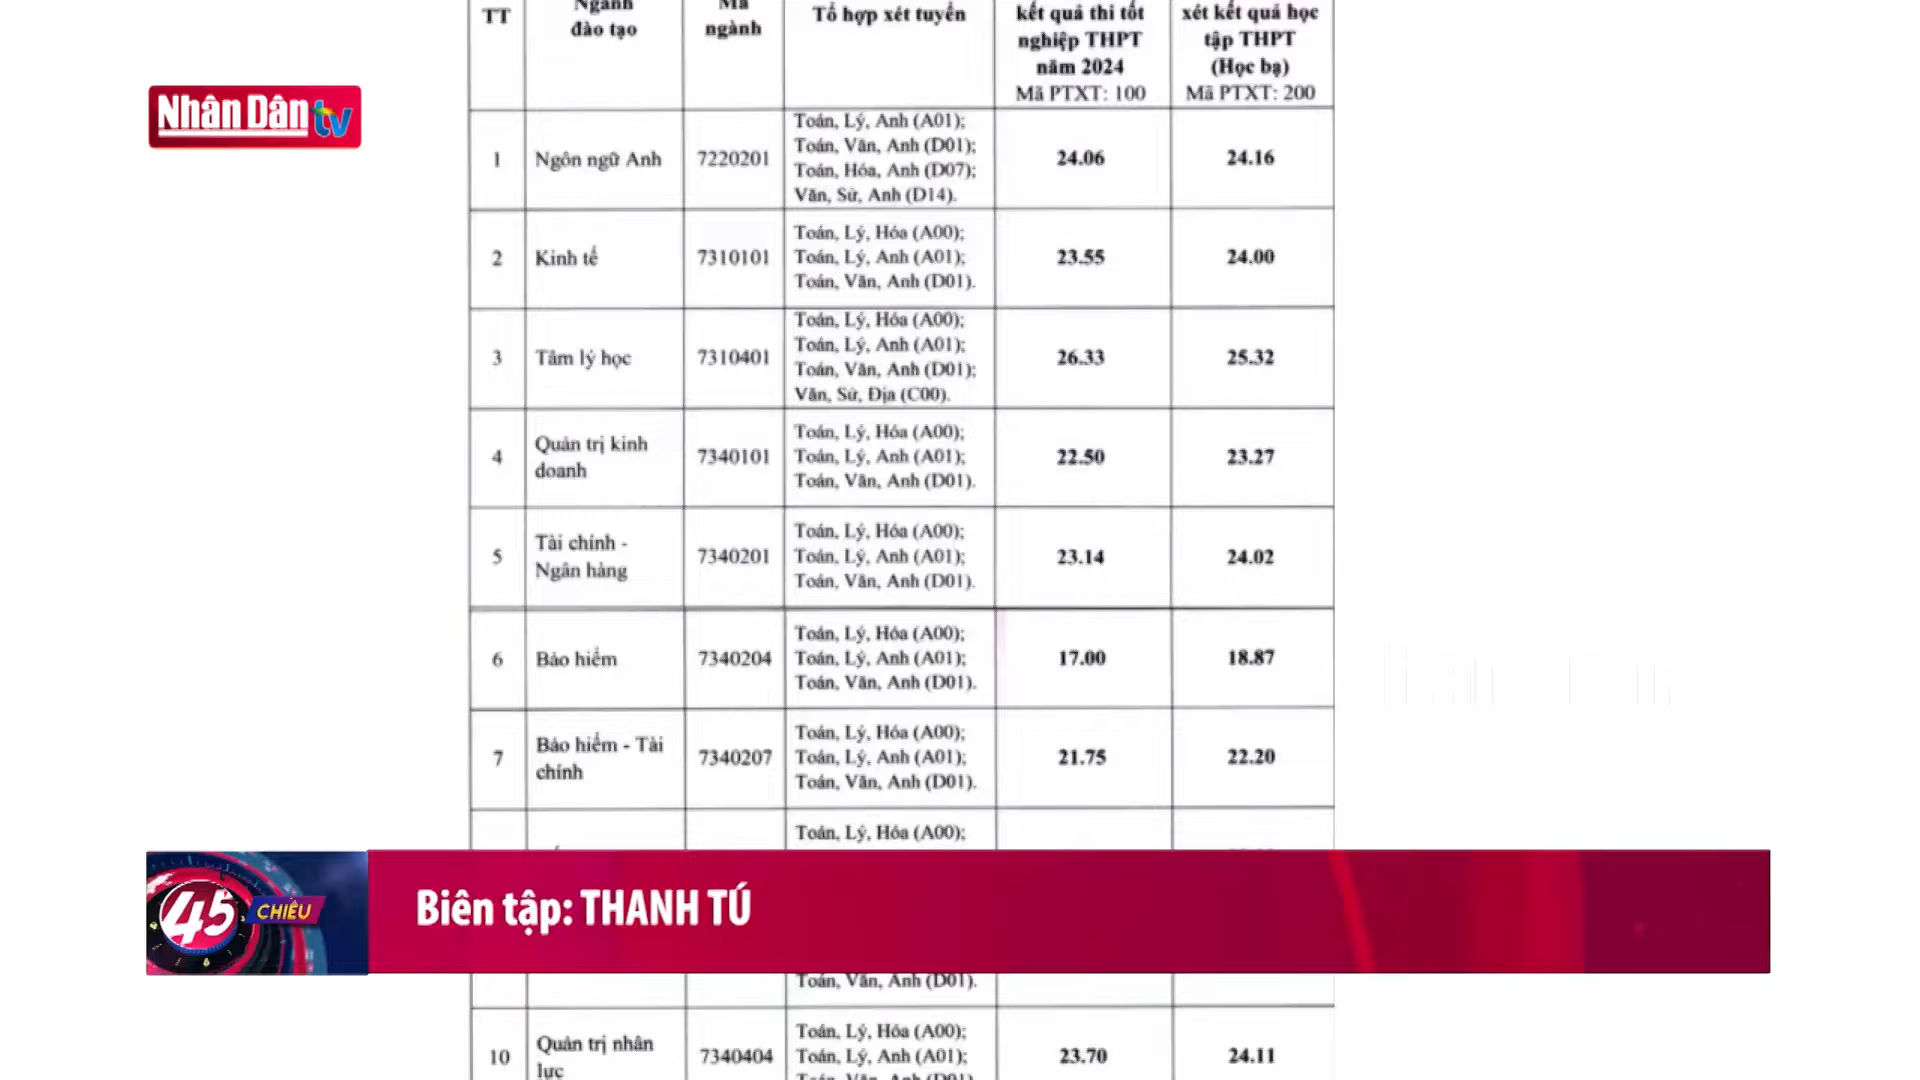 TT
Ngành
đào tạo
Mã
ngành
Tổ hợp xét tuyển
kết quả thi tốt
nghiệp THPT
năm 2024
Mã PTXT: 100
xét kết quả học
tập THPT
(Học bạ)
Mã PTXT: 200
Nhân Dân tv
1
Ngôn ngữ Anh
7220201
Toán, Lý, Anh (A01);
Toán, Văn, Anh (D01);
Toán, Hóa, Anh (D07);
Văn, Sử, Anh (D14).
24.06
24.16
2
Kinh tế
7310101
Toán, Lý, Hóa (A00);
Toán, Lý, Anh (A01);
Toán, Văn, Anh (D01).
23.55
24.00
3
Tâm lý học
7310401
Toán, Lý, Hóa (A00);
Toán, Lý, Anh (A01);
Toán, Văn, Anh (D01);
Văn, Sử, Địa (C00).
26.33
25.32
4
Quản trị kinh
doanh
7340101
Toán, Lý, Hóa (A00);
Toán, Lý, Anh (A01);
Toán, Văn, Anh (D01).
22.50
23.27
5
Tài chính -
Ngân hàng
7340201
Toán, Lý, Hóa (A00);
Toán, Lý, Anh (A01);
Toán, Văn, Anh (D01).
23.14
24.02
6
Bảo hiểm
7340204
Toán, Lý, Hóa (A00);
Toán, Lý, Anh (A01);
Toán, Văn, Anh (D01).
17.00
18.87
7
Bảo hiểm - Tài
chính
7340207
Toán, Lý, Hóa (A00);
Toán, Lý, Anh (A01);
Toán, Văn, Anh (D01).
21.75
22.20
Toán, Lý, Hóa (A00);
45 CHIỀU
Biên tập: THANH TÚ
Toán, Văn, Anh (D01).
10
Quản trị nhân
lực
7340404
Toán, Lý, Hóa (A00);
Toán, Lý, Anh (A01);
Toán, Văn, Anh (D01)
23.70
24.11